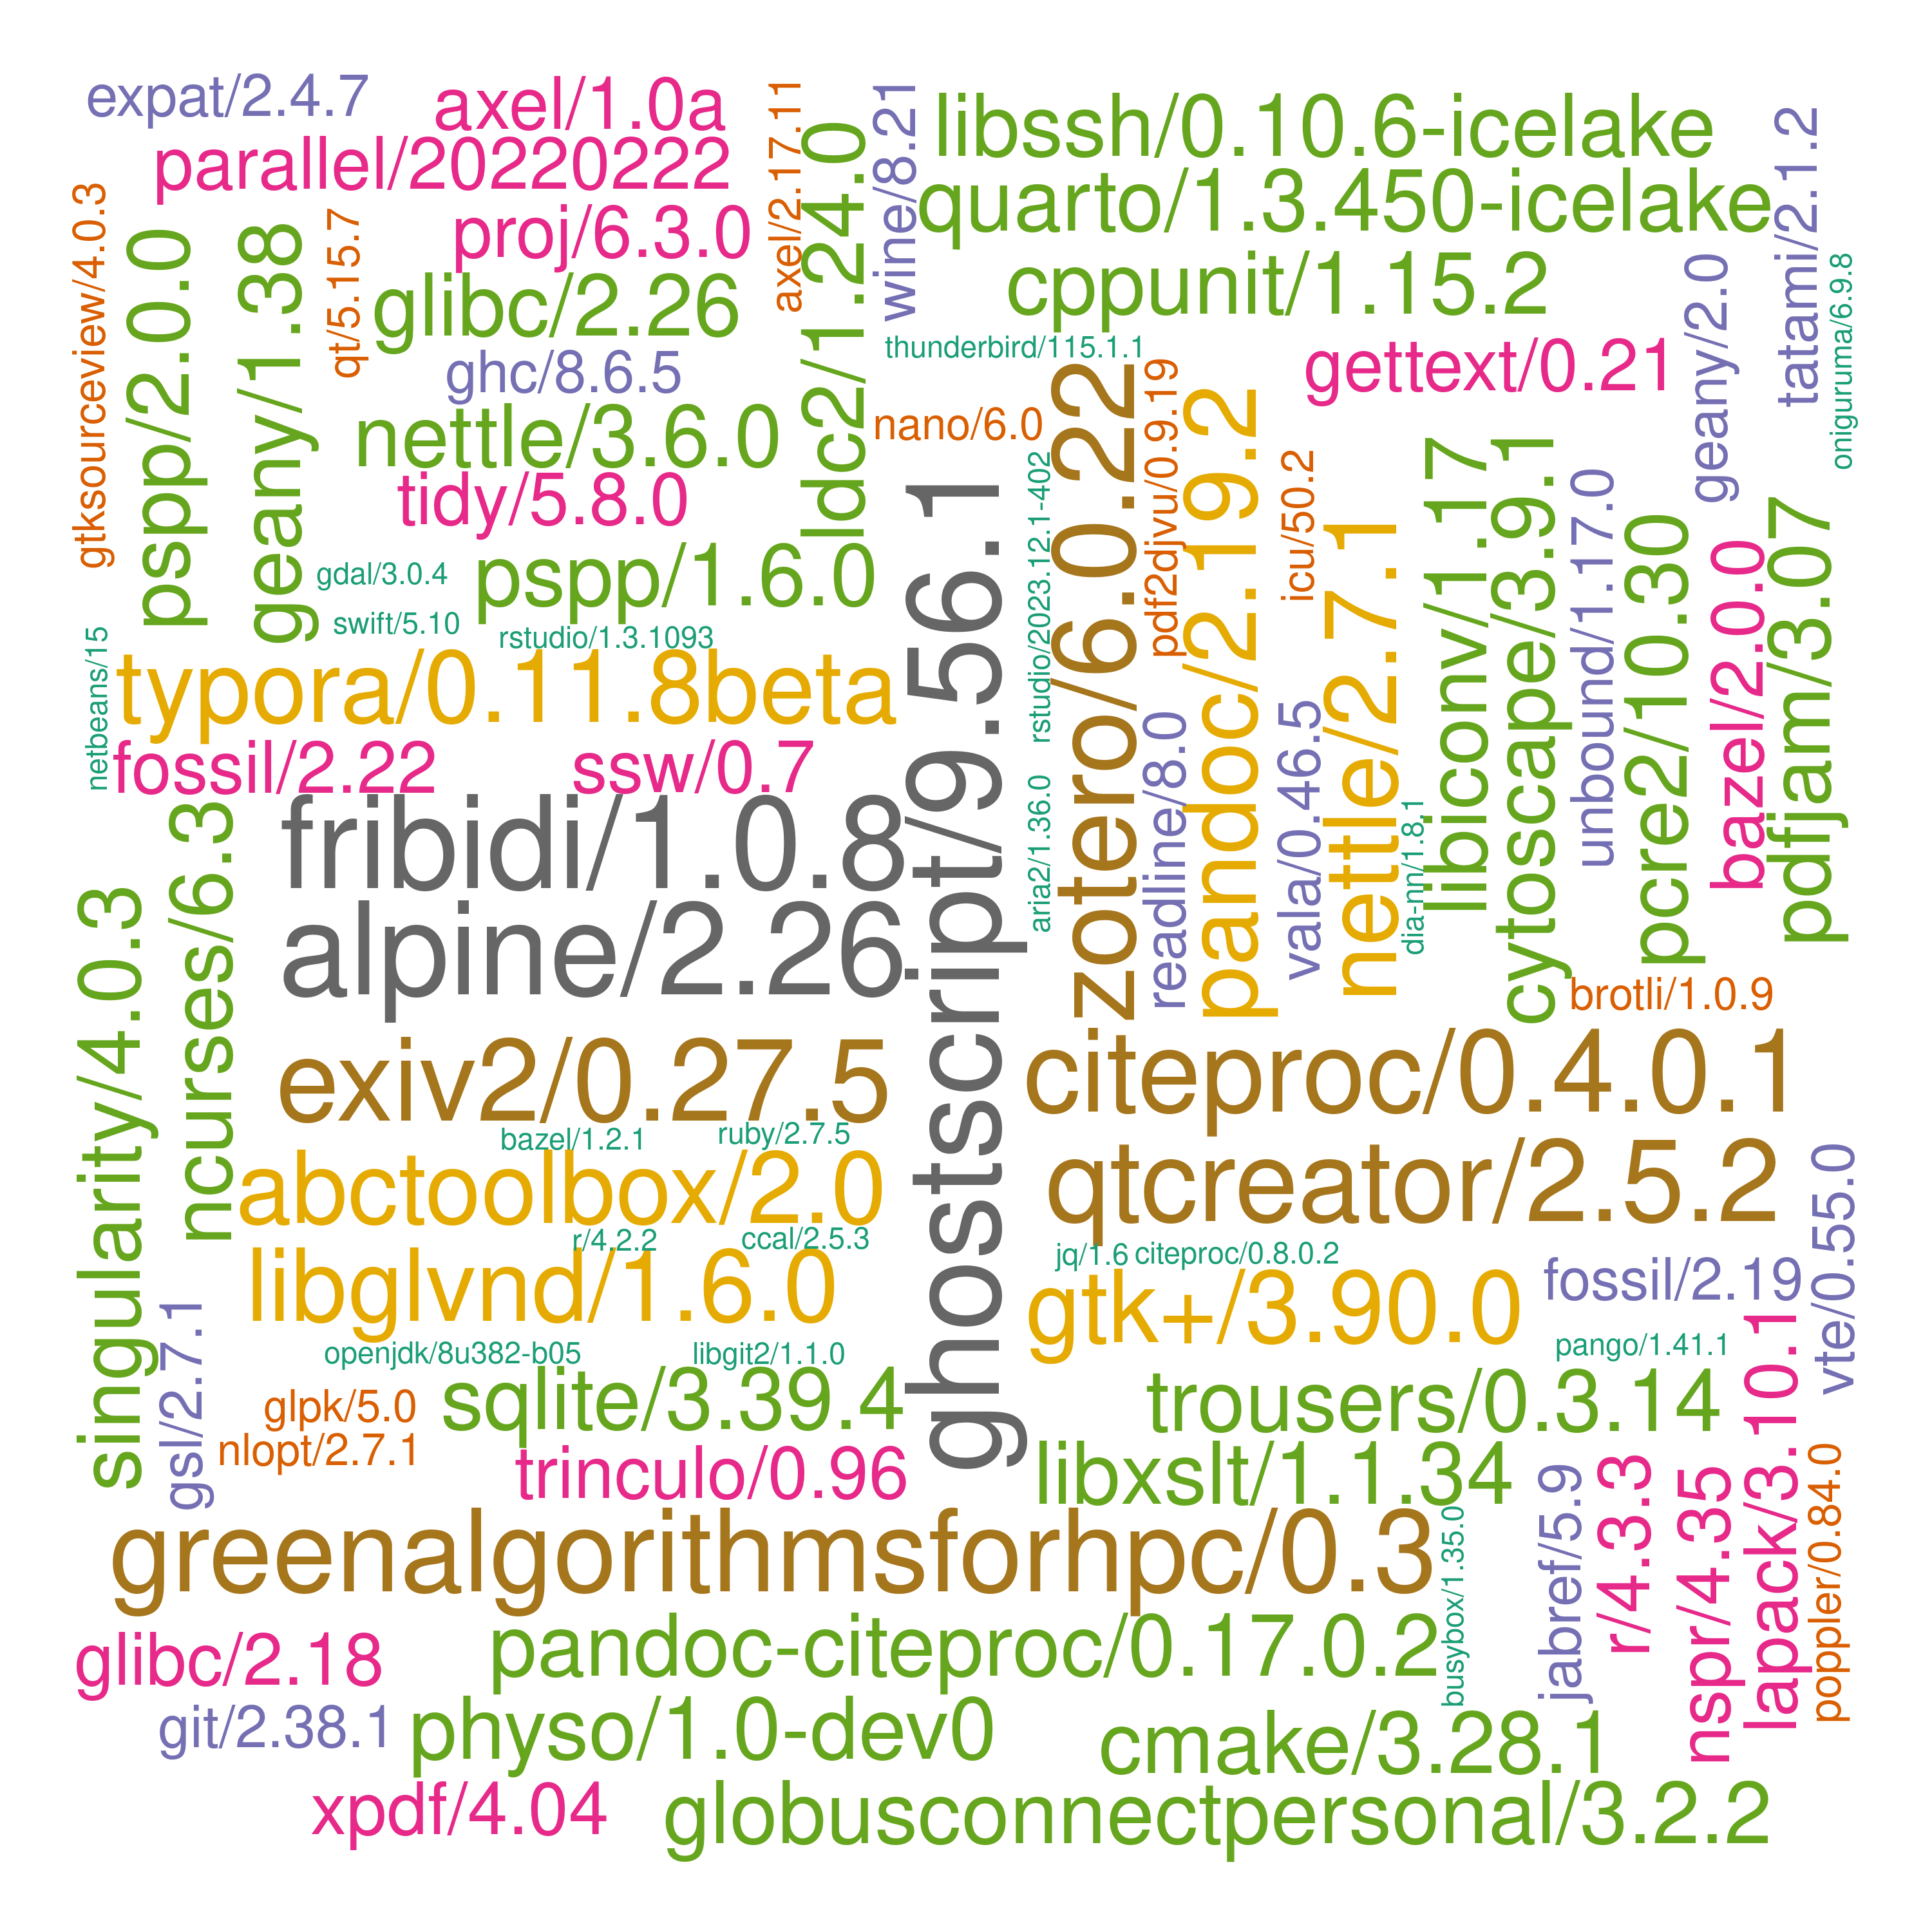 expat/2.4.7
axel/1.0a
axel/2.17.11
wine/8.21
libssh/0.10.6-icelake
tatami/2.1.2
parallel/20220222
ldc2/1.24.0
quarto/1.3.450-icelake
gtksourceview/4.0.3
pspp/2.0.0
geany/1.38
qt/5.15.7
proj/6.3.0
cppunit/1.15.2
geany/2.0
oniguruma/6.9.8
glibc/2.26
thunderbird/115.1.1
ghc/8.6.5
gettext/0.21
nettle/3.6.0
nano/6.0
zotero/6.0.22
pdf2djvu/0.9.19
pandoc/2.19.2
tidy/5.8.0
ghostscript/9.56.1
rstudio/2023.12.1-402
icu/50.2
nettle/2.7.1
libiconv/1.17
cytoscape/3.9.1
unbound/1.17.0
pcre2/10.30
bazel/2.0.0
pdfjam/3.07
gdal/3.0.4
pspp/1.6.0
swift/5.10
rstudio/1.3.1093
netbeans/15
typora/0.11.8beta
fossil/2.22
ssw/0.7
readline/8.0
vala/0.46.5
aria2/1.36.0
dia-nn/1.8.1
fribidi/1.0.8
ncurses/6.3
singularity/4.0.3
alpine/2.26
brotli/1.0.9
exiv2/0.27.5
citeproc/0.4.0.1
bazel/1.2.1
ruby/2.7.5
abctoolbox/2.0
qtcreator/2.5.2
vte/0.55.0
r/4.2.2
ccal/2.5.3
jq/1.6
citeproc/0.8.0.2
libglvnd/1.6.0
gtk+/3.90.0
fossil/2.19
gsl/2.7.1
openjdk/8u382-b05
libgit2/1.1.0
pango/1.41.1
lapack/3.10.1
glpk/5.0
sqlite/3.39.4
trousers/0.3.14
nlopt/2.7.1
trinculo/0.96
libxslt/1.1.34
jabref/5.9
r/4.3.3
nspr/4.35
poppler/0.84.0
greenalgorithmsforhpc/0.3
busybox/1.35.0
glibc/2.18
pandoc-citeproc/0.17.0.2
git/2.38.1
physo/1.0-dev0
cmake/3.28.1
xpdf/4.04
globusconnectpersonal/3.2.2